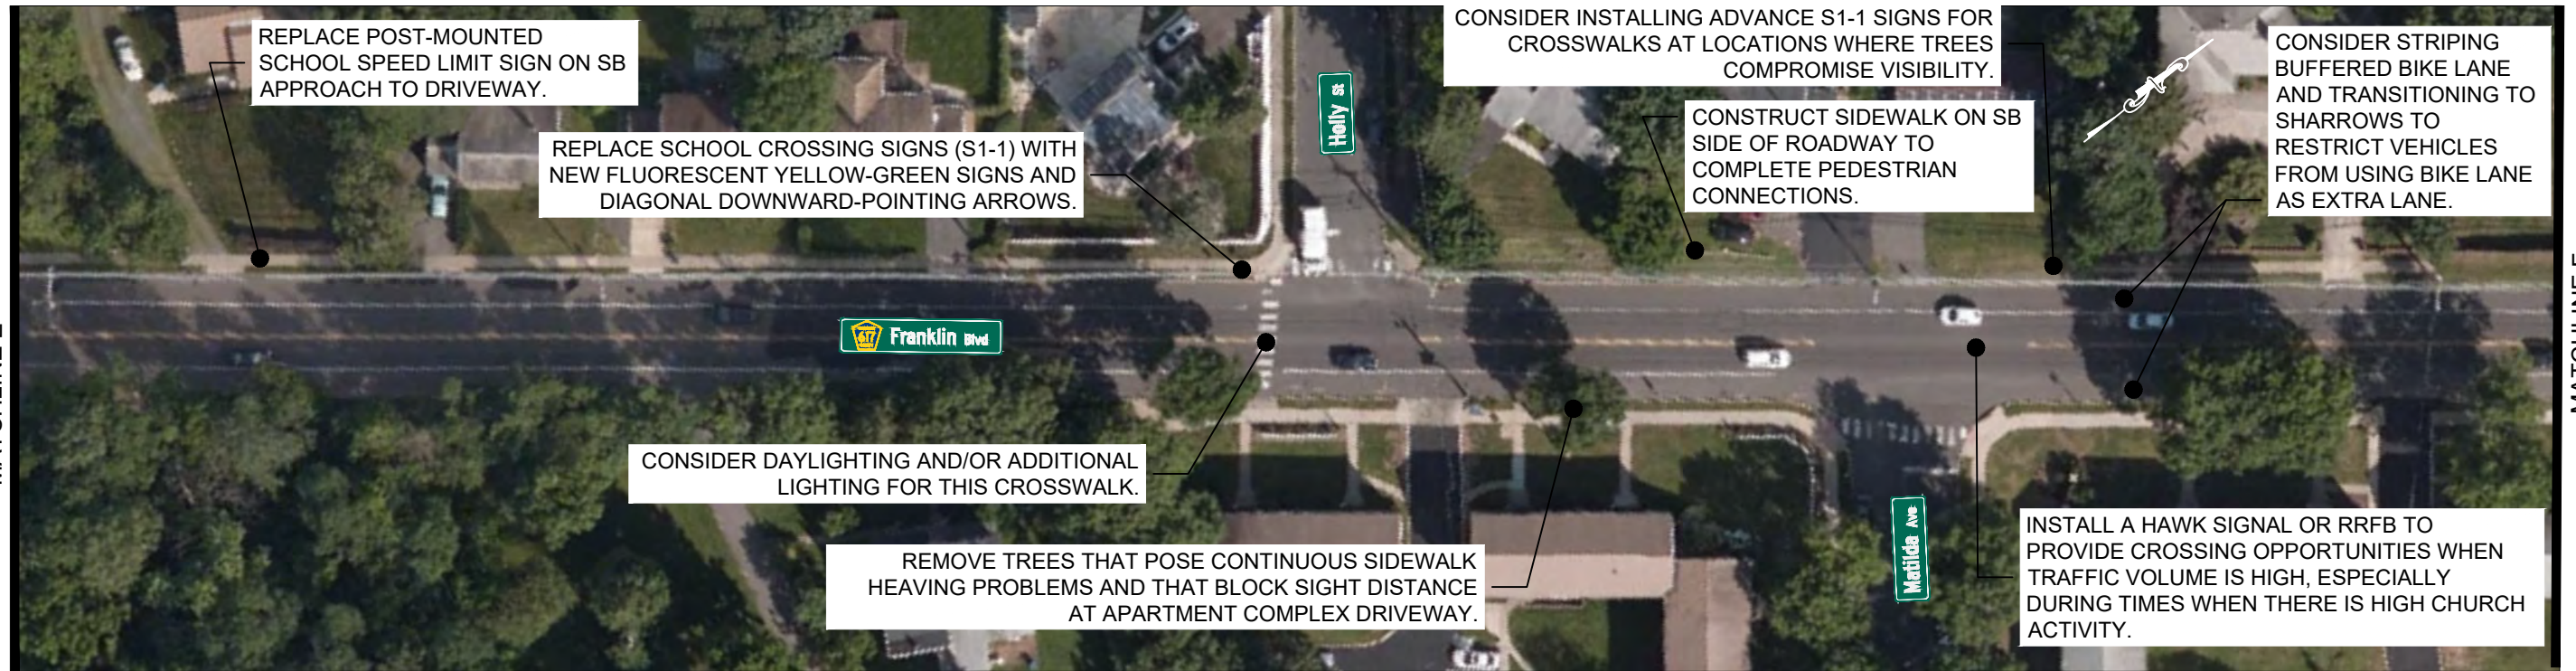 REPLACE POST-MOUNTED
SCHOOL SPEED LIMIT SIGN ON SB
APPROACH TO DRIVEWAY.
REPLACE SCHOOL CROSSING SIGNS (S1-1) WITH
NEW FLUORESCENT YELLOW-GREEN SIGNS AND
DIAGONAL DOWNWARD-POINTING ARROWS.
Holly St
CONSIDER INSTALLING ADVANCE S1-1 SIGNS FOR
CROSSWALKS AT LOCATIONS WHERE TREES
COMPROMISE VISIBILITY.
CONSTRUCT SIDEWALK ON SB
SIDE OF ROADWAY TO
COMPLETE PEDESTRIAN
CONNECTIONS.
CONSIDER STRIPING
BUFFERED BIKE LANE
AND TRANSITIONING TO
SHARROWS TO
RESTRICT VEHICLES
FROM USING BIKE LANE
AS EXTRA LANE.
617 Franklin Blvd
CONSIDER DAYLIGHTING AND/OR ADDITIONAL
LIGHTING FOR THIS CROSSWALK.
REMOVE TREES THAT POSE CONTINUOUS SIDEWALK
HEAVING PROBLEMS AND THAT BLOCK SIGHT DISTANCE
AT APARTMENT COMPLEX DRIVEWAY.
Matilda Ave
INSTALL A HAWK SIGNAL OR RRFB TO
PROVIDE CROSSING OPPORTUNITIES WHEN
TRAFFIC VOLUME IS HIGH, ESPECIALLY
DURING TIMES WHEN THERE IS HIGH CHURCH
ACTIVITY.